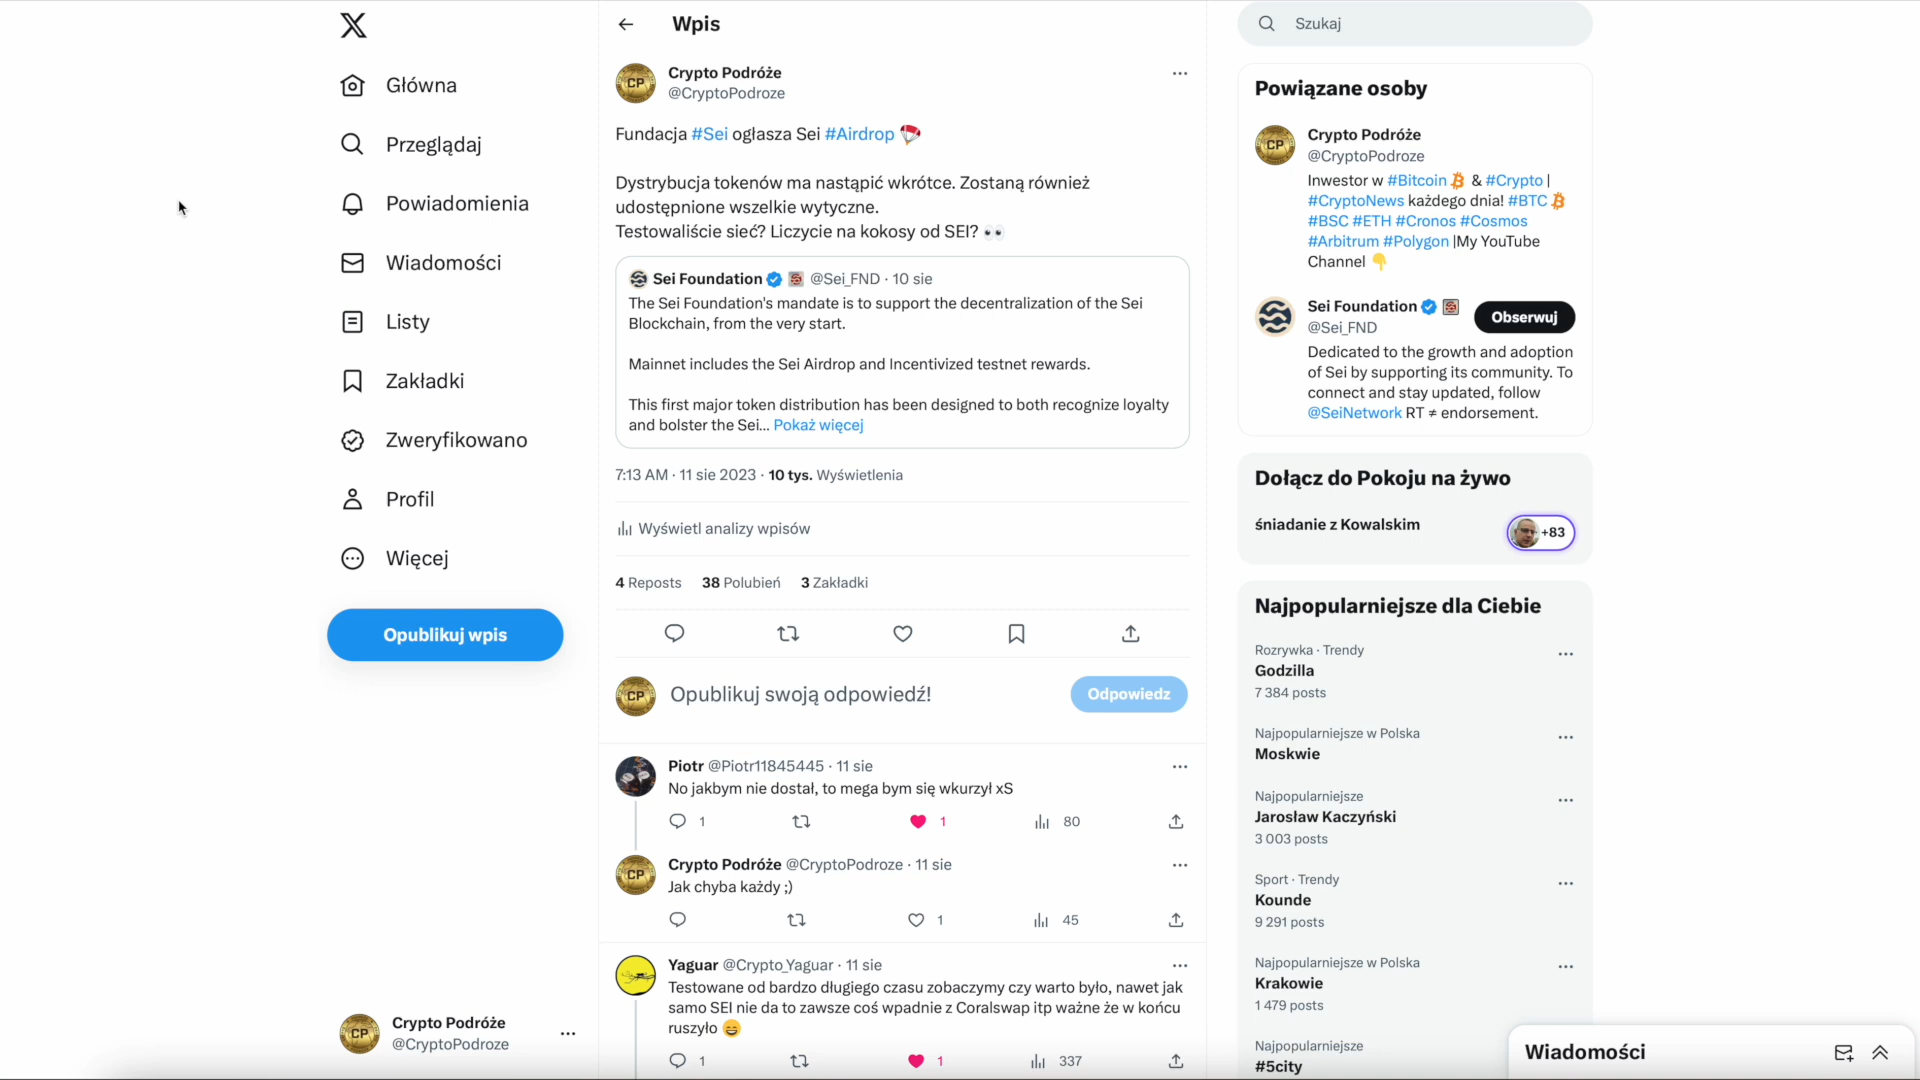 Główna
Przeglądaj
Powiadomienia
Wiadomości
Listy
Zakładki
Zweryfikowano
Profil
Więcej
Opublikuj wpis
Crypto Podróże
@CryptoPodroze
Wpis
Crypto Podróże
@CryptoPodroze
Fundacja #Sei ogłasza Sei #Airdrop
Dystrybucja tokenów ma nastąpić wkrótce. Zostaną również
udostępnione wszelkie wytyczne.
Testowaliście sieć? Liczycie na kokosy od SEI?
Sei Foundation @Sei_FND · 10 sie
The Sei Foundation's mandate is to support the decentralization of the Sei
Blockchain, from the very start.
Mainnet includes the Sei Airdrop and Incentivized testnet rewards.
This first major token distribution has been designed to both recognize loyalty
and bolster the Sei... Pokaż więcej
7:13 AM · 11 sie 2023 · 10 tys. Wyświetlenia
Wyświetl analizy wpisów
4 Reposts 38 Polubień 3 Zakładki
CP Opublikuj swoją odpowiedź! Odpowiedz
Piotr @Piotr11845445 · 11 sie
No jakbym nie dostał, to mega bym się wkurzył xS
1 1 80
Crypto Podróże @CryptoPodroze · 11 sie
Jak chyba każdy ;)
1 45
Yaguar @Crypto_Yaguar · 11 sie
Testowane od bardzo długiego czasu zobaczymy czy warto było, nawet jak
samo SEI nie da to zawsze coś wpadnie z Coralswap itp ważne że w końcu
ruszyło
1 1 337
Szukaj
Powiązane osoby
Crypto Podróże
@CryptoPodroze
Inwestor w #Bitcoin & #Crypto |
#CryptoNews każdego dnia! #BTC
#BSC #ETH #Cronos #Cosmos
#Arbitrum #Polygon |My YouTube
Channel
Sei Foundation
@Sei_FND
Obserwuj
Dedicated to the growth and adoption
of Sei by supporting its community. To
connect and stay updated, follow
@SeiNetwork RT ≠ endorsement.
Dołącz do Pokoju na żywo
śniadanie z Kowalskim
+83
Najpopularniejsze dla Ciebie
Rozrywka · Trendy
Godzilla
7 384 posts
Najpopularniejsze w Polska
Moskwie
Najpopularniejsze
Jarosław Kaczyński
3 003 posts
Sport · Trendy
Kounde
9 291 posts
Najpopularniejsze w Polska
Krakowie
1 479 posts
Najpopularniejsze
#5city
Wiadomości